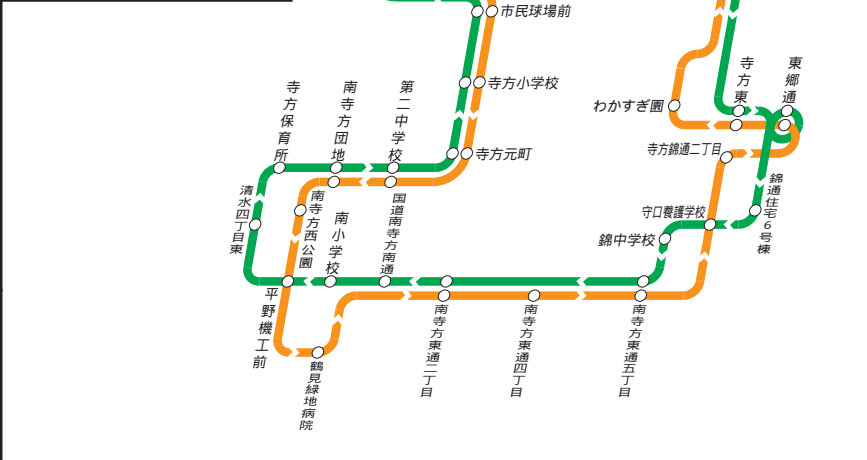 市民球場前
寺方小学校
寺方元町
寺方保育所
南寺方団地
第二中学校
清水四丁目東
南寺方西公園
南小学校
国道南寺方南通
平野機工前
鶴見緑地病院
南寺方東通二丁目
南寺方東通四丁目
南寺方東通五丁目
わかすぎ園
寺方東
東郷通
寺方錦通二丁目
守口養護学校
錦中学校
錦通住宅6号棟